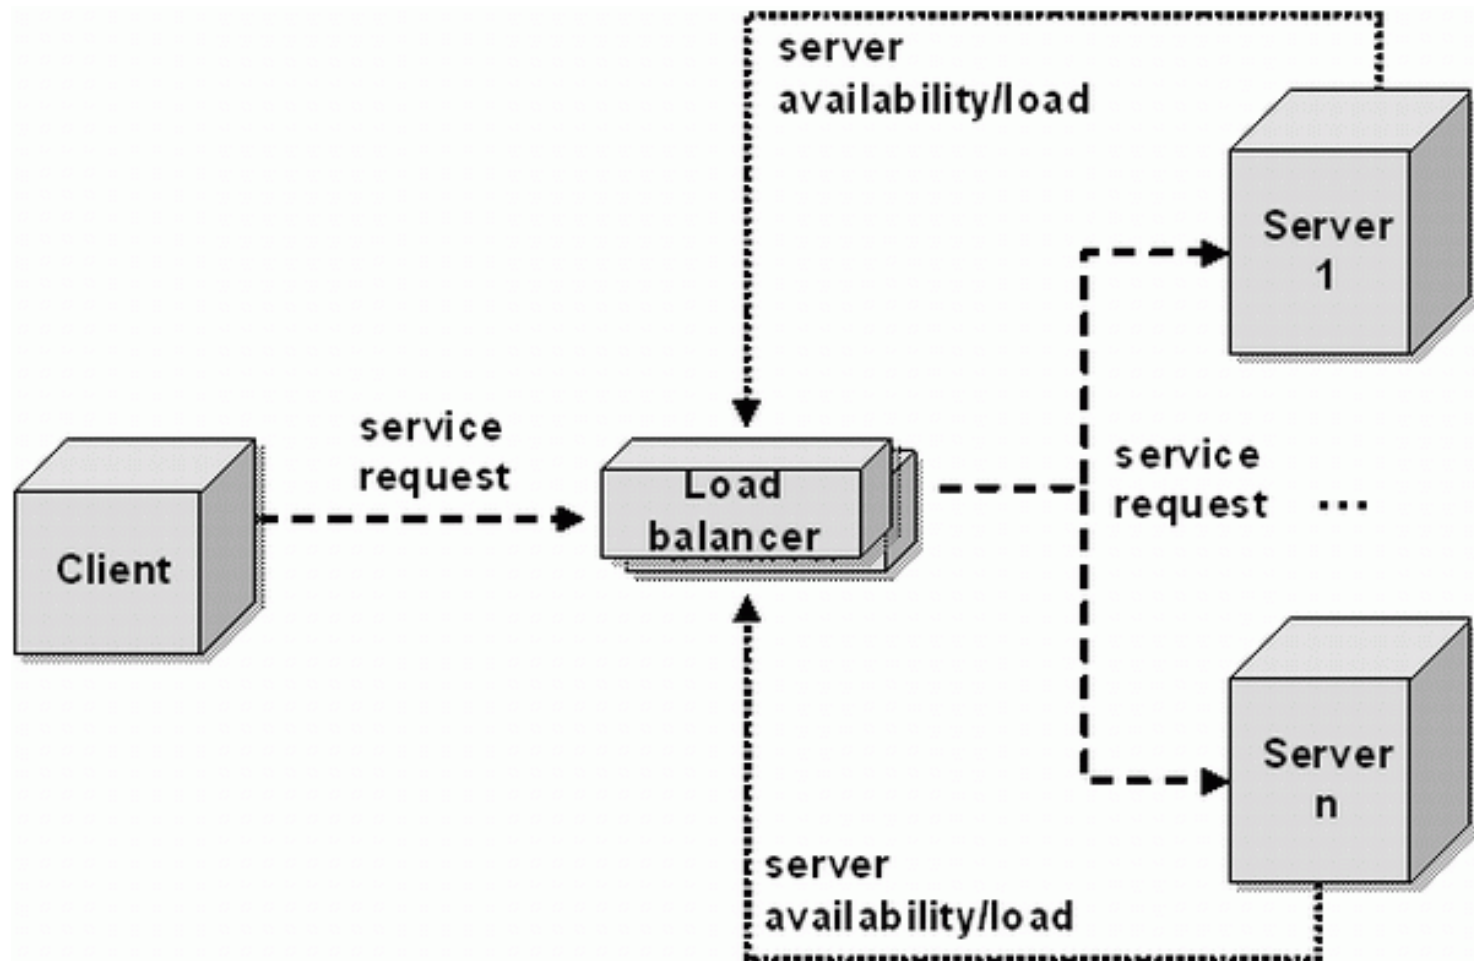 server
availability/load
Server
1
service
request
Client
Load
balancer
service
request ...
Server
n
server
availability/load